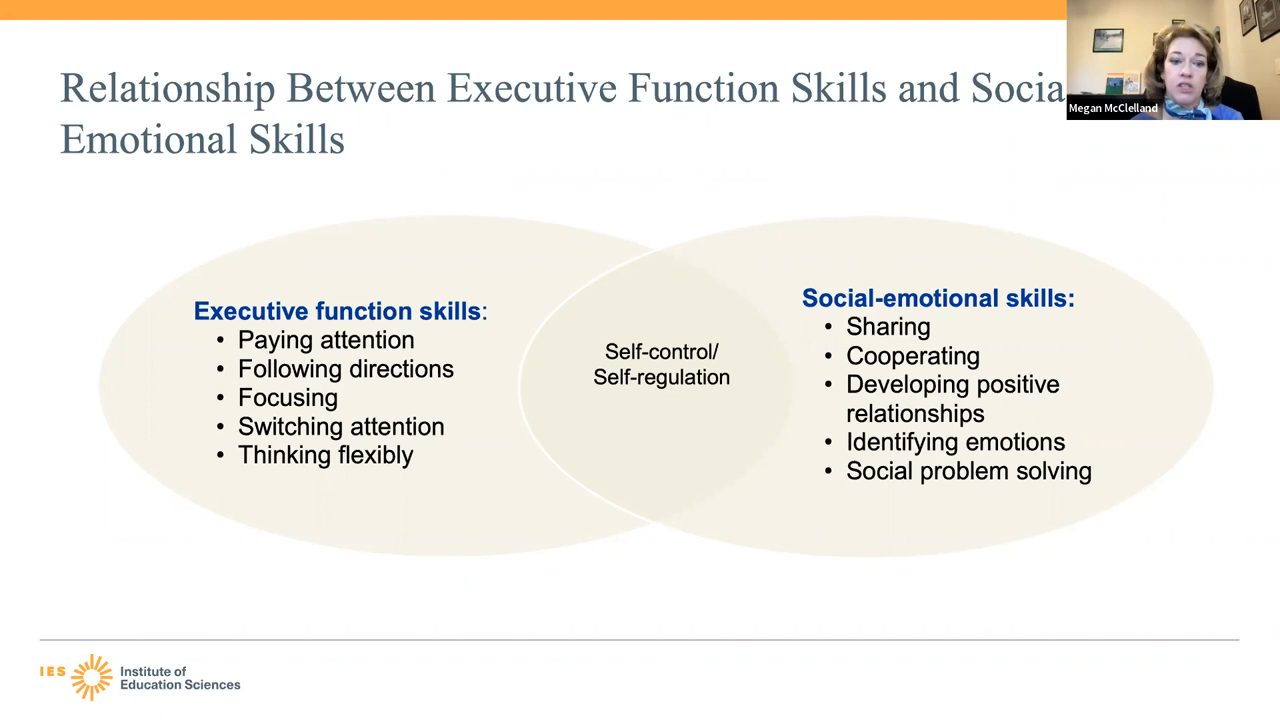 Relationship Between Executive Function Skills and Socia
Emotional Skills
Megan McClelland
Executive function skills:
• Paying attention
• Following directions
• Focusing
• Switching attention
• Thinking flexibly
Self-control/
Self-regulation
Social-emotional skills:
• Sharing
• Cooperating
• Developing positive
relationships
• Identifying emotions
• Social problem solving
IES Institute of
Education Sciences